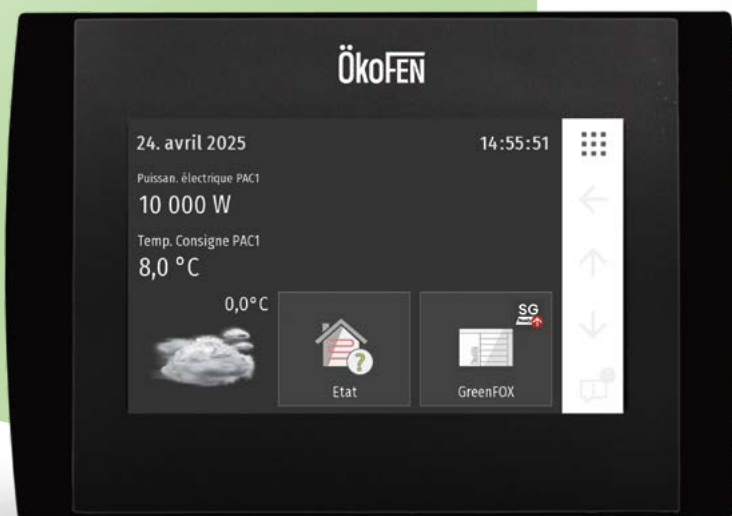 ÖkoFEN
24. avril 2025
14:55:51
Puissan. électrique PAC1
10 000 W
Temp. Consigne PAC1
8,0 °C
0,0°C
SG
?
Etat
GreenFOX